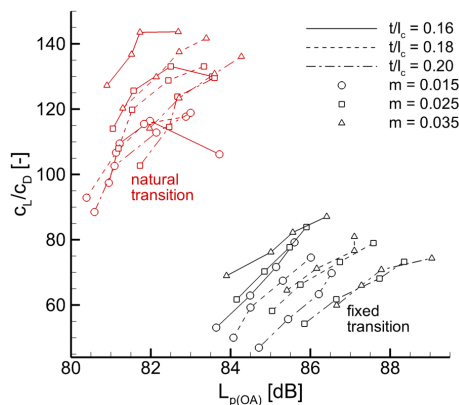 140
120
100
80
60
c_L/c_D [-]
80 82 84 86 88 90
L_p(OA) [dB]
t/l_c = 0.16
t/l_c = 0.18
t/l_c = 0.20
m = 0.015
m = 0.025
m = 0.035
natural
transition
fixed
transition